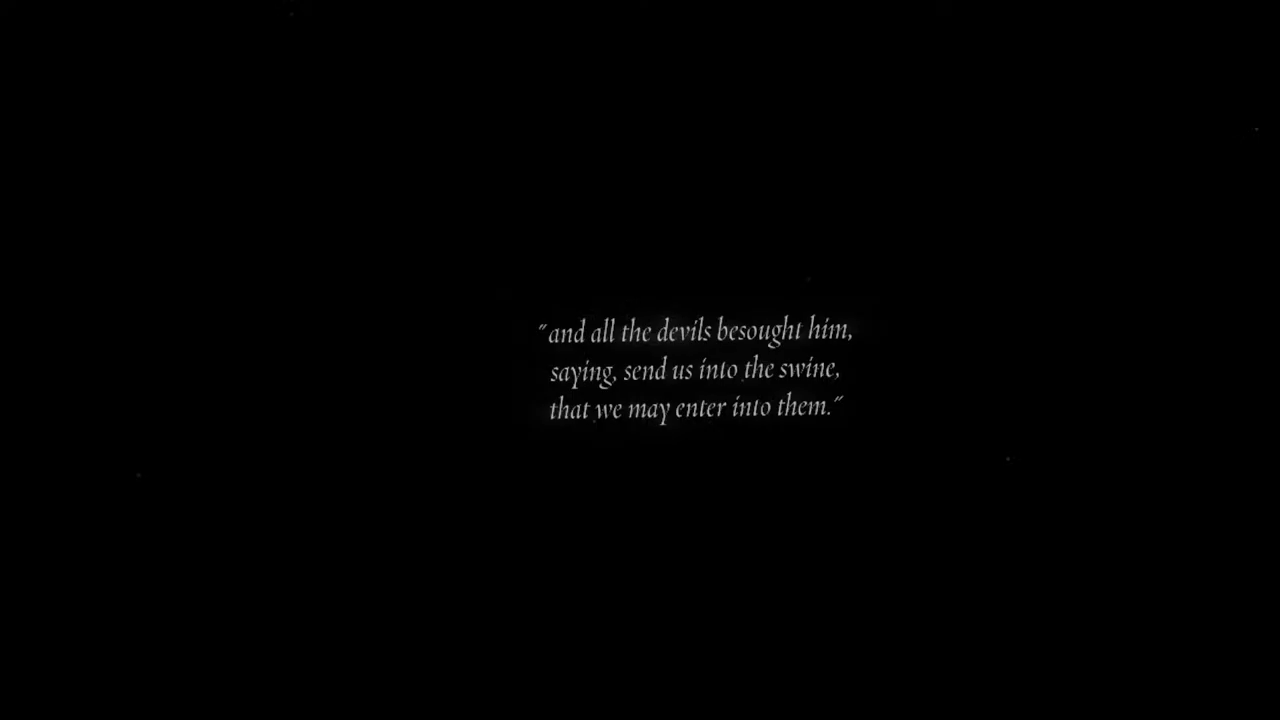 "and all the devils besought him,
saying, send us into the swine,
that we may enter into them."